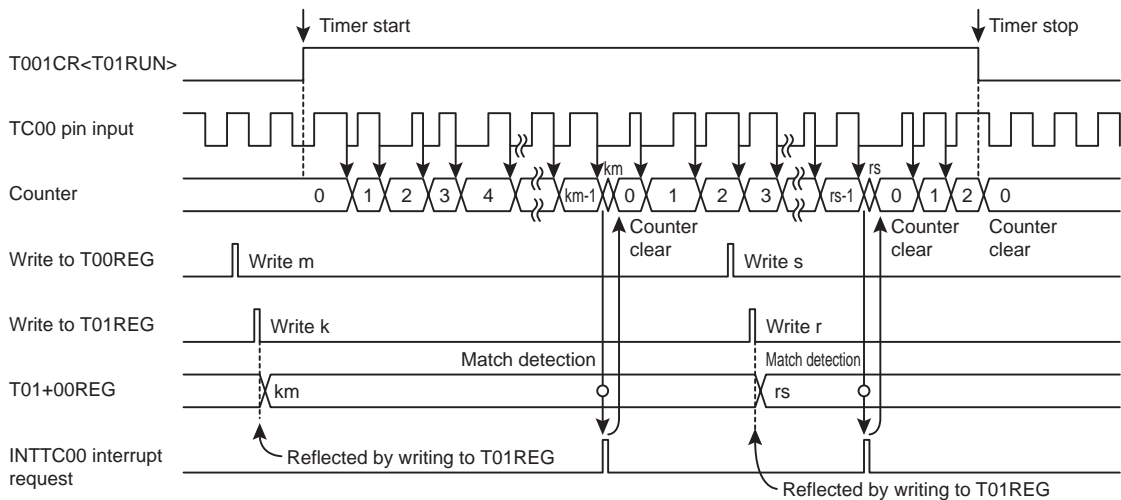 Timer start
Timer stop
T001CR<T01RUN>
TC00 pin input
km
rs
Counter
0 1 2 3 4 km-1 0 1 2 3 rs-1 0 1 2 0
Counter
clear
Counter
clear
Counter
clear
Write to T00REG
Write m
Write s
Write to T01REG
Write k
Write r
Match detection
Match detection
T01+00REG
km
rs
INTTC00 interrupt
request
Reflected by writing to T01REG
Reflected by writing to T01REG